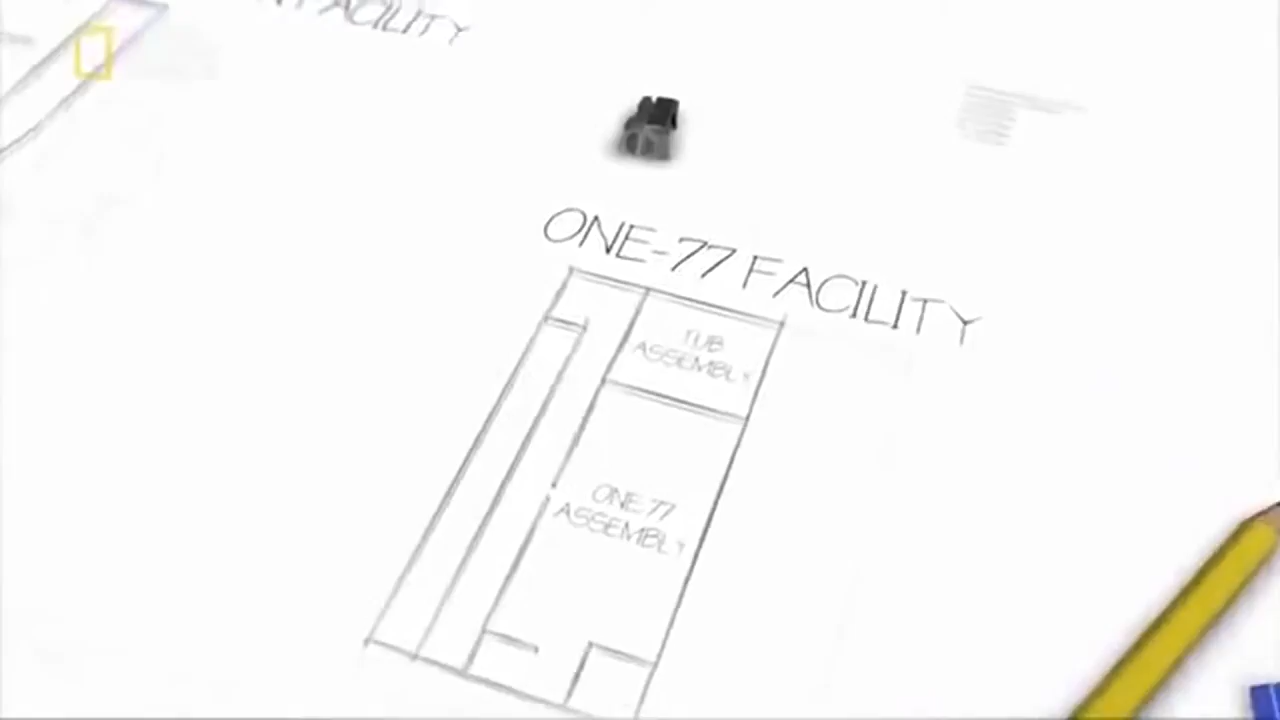 FACILITY
ONE-77 FACILITY
TUB
ASSEMBLY
ONE 77
ASSEMBLY